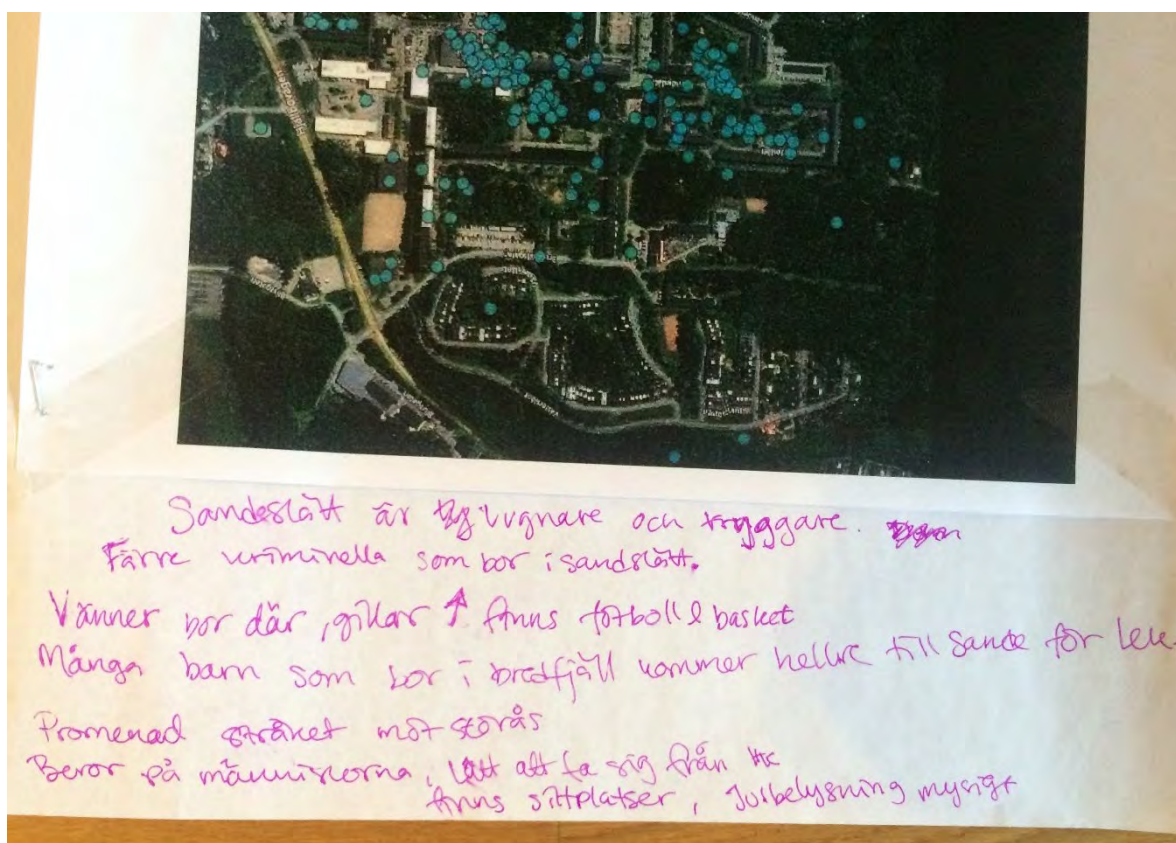 Hjällbovägen
Sandeslätt är lugnare och tryggare.
Färre kriminella som bor i sandslätt.
Vänner bor där, gillar ↑ finns fotboll & basket
Många barn som bor i bredfjäll kommer hellre till Sande för lek
Promenad stråket mot storås
Beror på människorna, lätt att ta sig från
finns sittplatser, Julbelysning mysigt